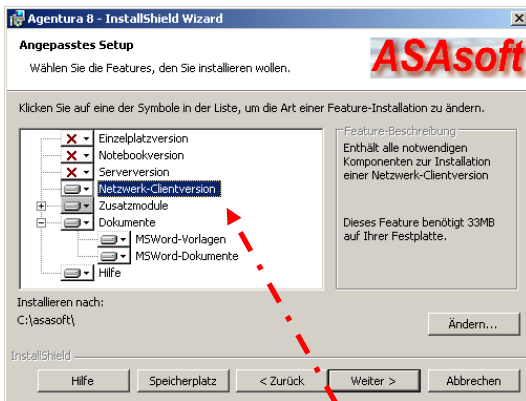 Agentura 8 - InstallShield Wizard
Angepasstes Setup
Wählen Sie die Features, den Sie installieren wollen.
ASAsoft
Klicken Sie auf eine der Symbole in der Liste, um die Art einer Feature-Installation zu ändern.
Einzelplatzversion
Notebookversion
Serverversion
Netzwerk-Clientversion
Zusatzmodule
Dokumente
MSWord-Vorlagen
MSWord-Dokumente
Hilfe
Feature-Beschreibung
Enthält alle notwendigen
Komponenten zur Installation
einer Netzwerk-Clientversion
Dieses Feature benötigt 33MB
auf Ihrer Festplatte.
Installieren nach:
C:\asasoft\
Ändern...
InstallShield
Hilfe
Speicherplatz
< Zurück
Weiter >
Abbrechen